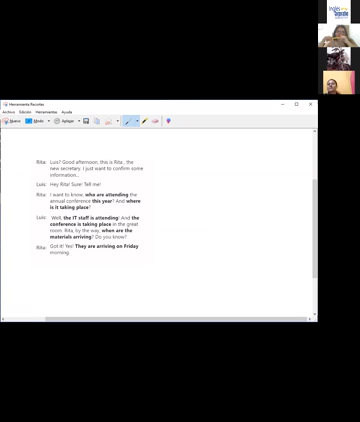 inglés
corporativo
Herramienta Recortes
Archivo Edición Herramientas Ayuda
Nuevo Modo Aplazar
Rita: Luis? Good afternoon, this is Rita , the
new secretary. I just want to confirm some
information...
Luis: Hey Rita! Sure! Tell me!
Rita: I want to know, who are attending the
annual conference this year? And where
is it taking place?
Luis: Well, the IT staff is attending! And the
conference is taking place in the great
room. Rita, by the way, when are the
materials arriving? Do you know?
Rita: Got it! Yes! They are arriving on Friday
morning.